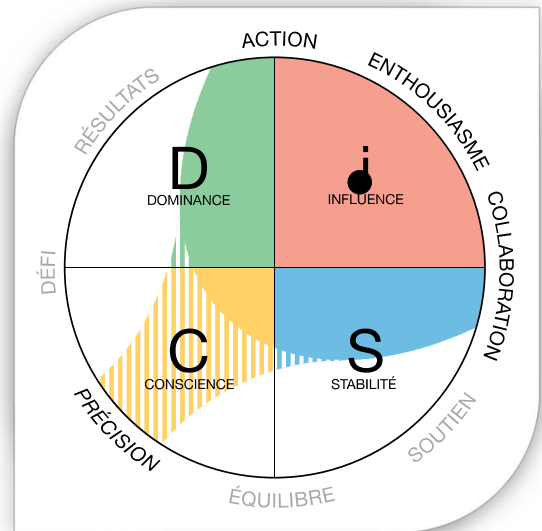 ACTION
ENTHOUSIASME
RÉSULTATS
D
DOMINANCE
i
INFLUENCE
COLLABORATION
DÉFI
C
CONSCIENCE
S
STABILITÉ
PRÉCISION
SOUTIEN
ÉQUILIBRE